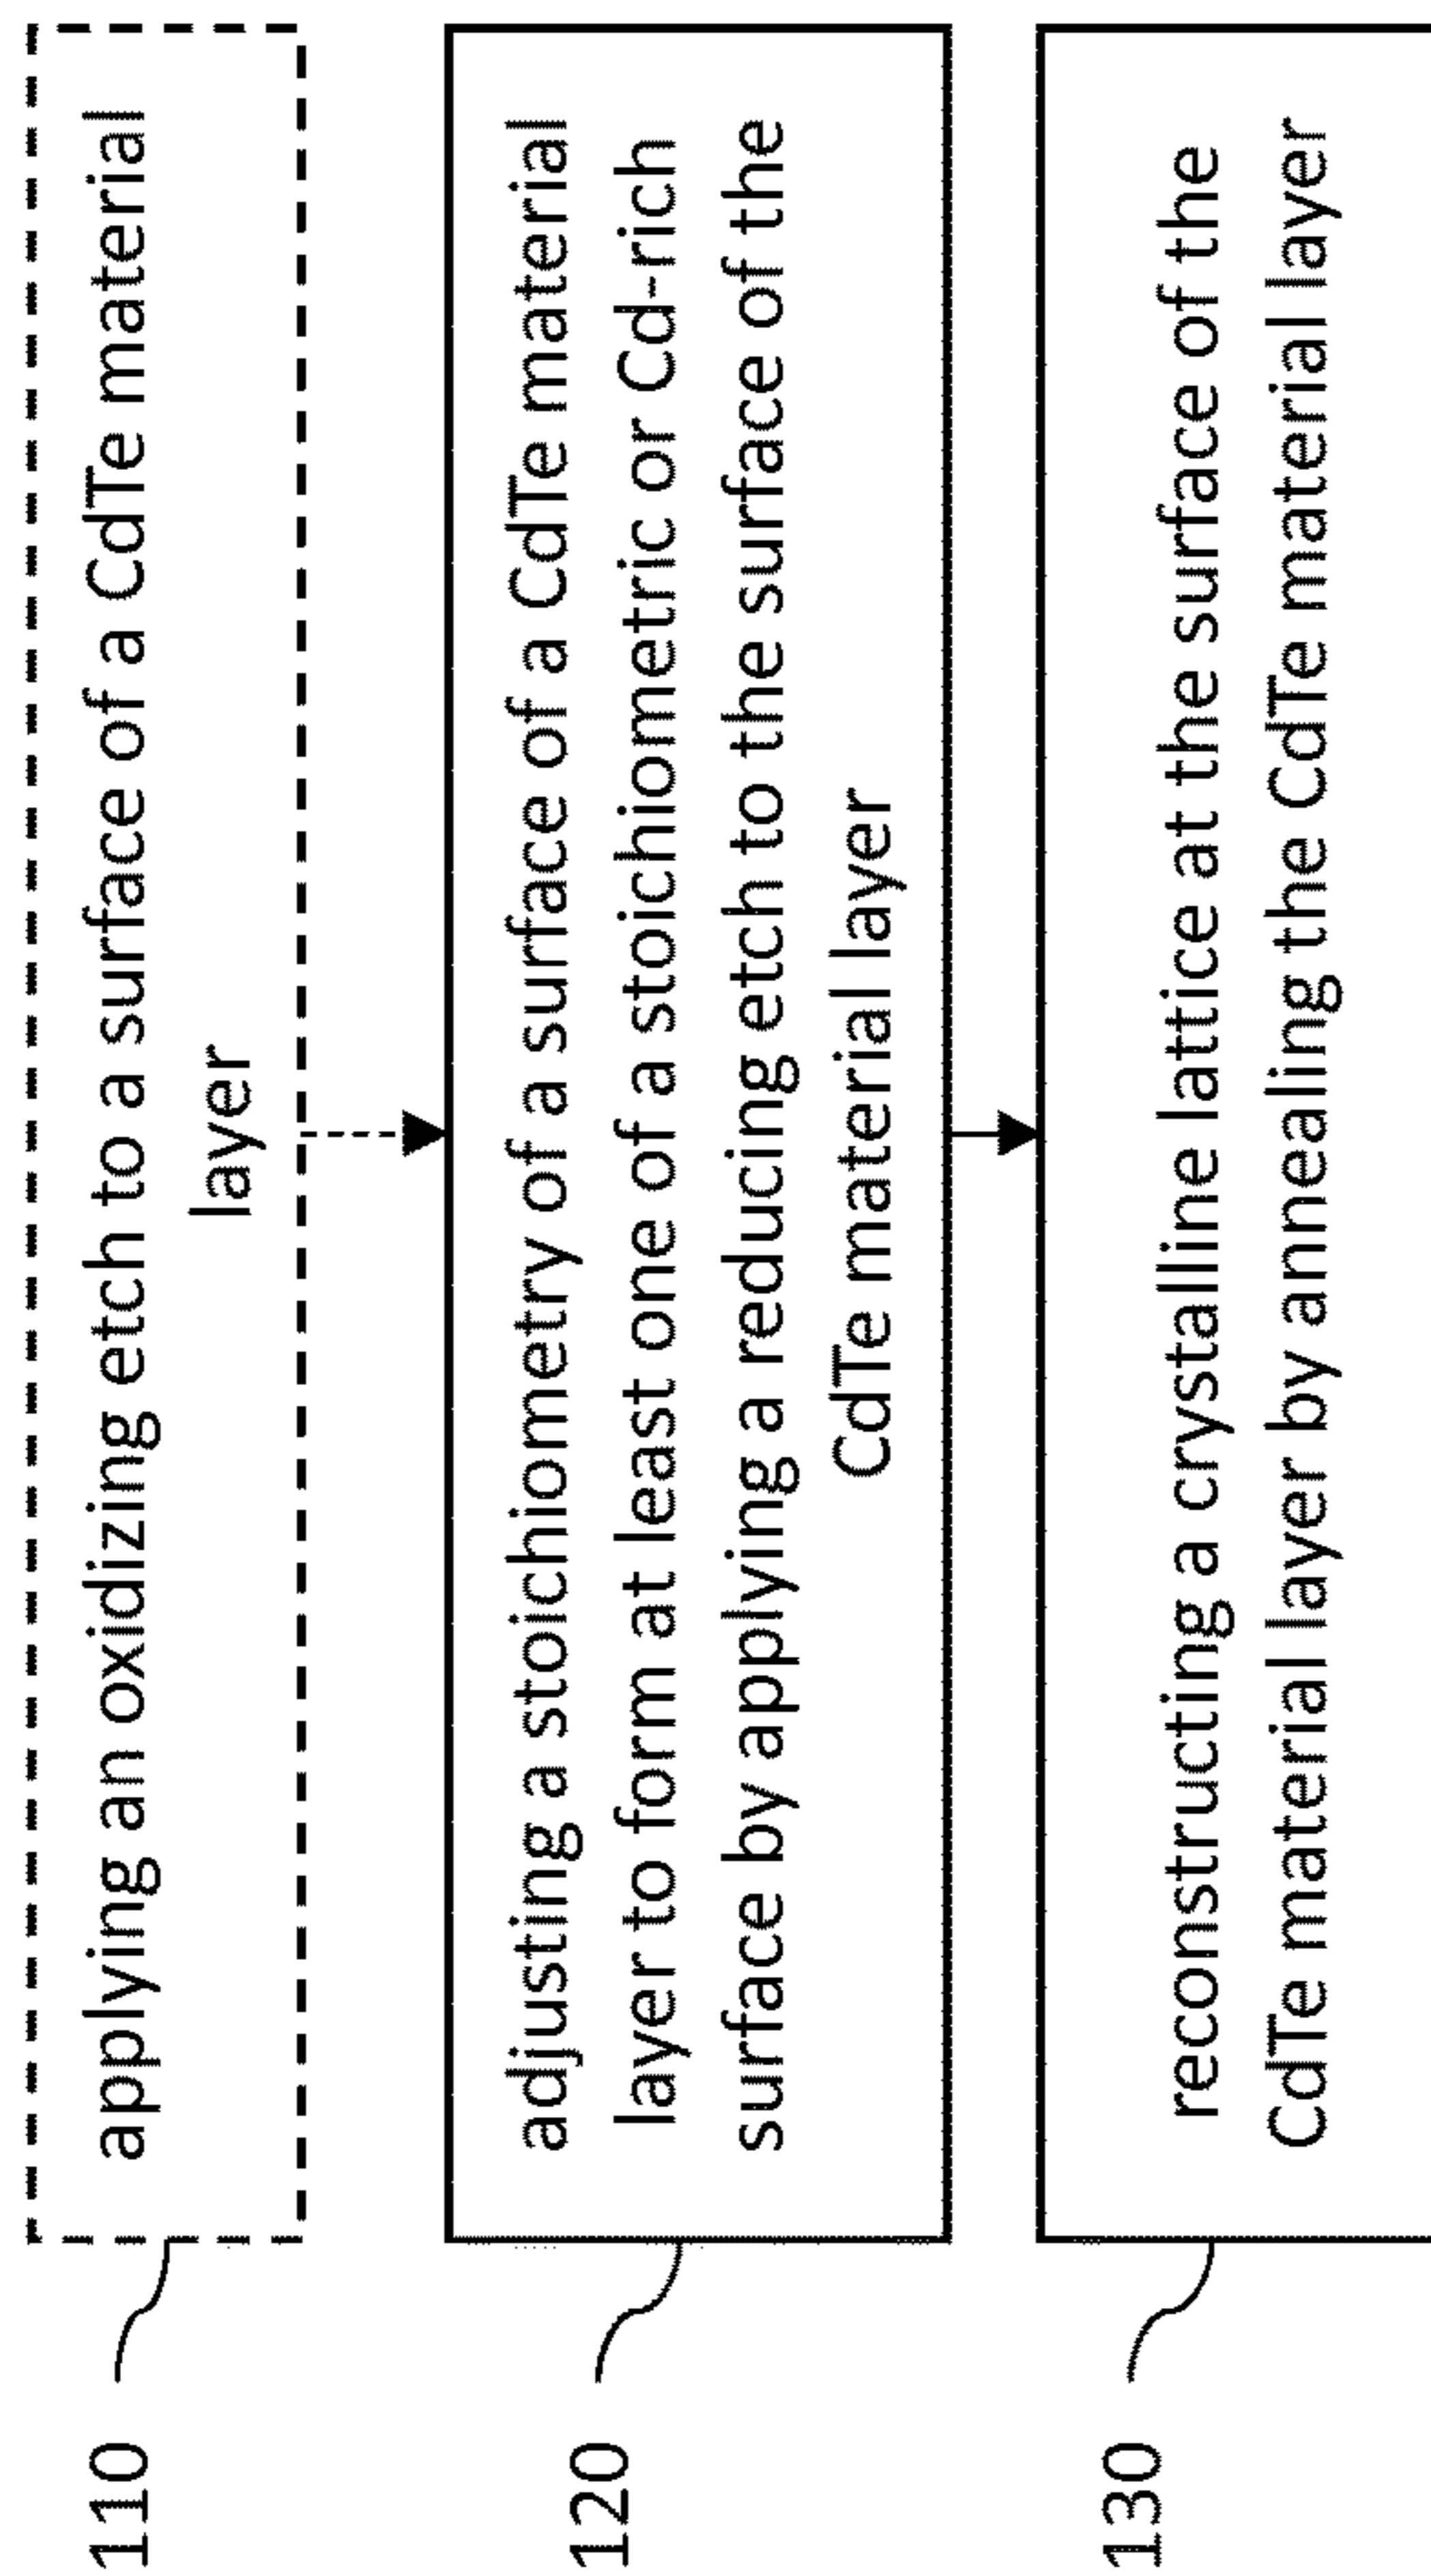 110
applying an oxidizing etch to a surface of a CdTe material
layer
120
adjusting a stoichiometry of a surface of a CdTe material
layer to form at least one of a stoichiometric or Cd-rich
surface by applying a reducing etch to the surface of the
CdTe material layer
130
reconstructing a crystalline lattice at the surface of the
CdTe material layer by annealing the CdTe material layer